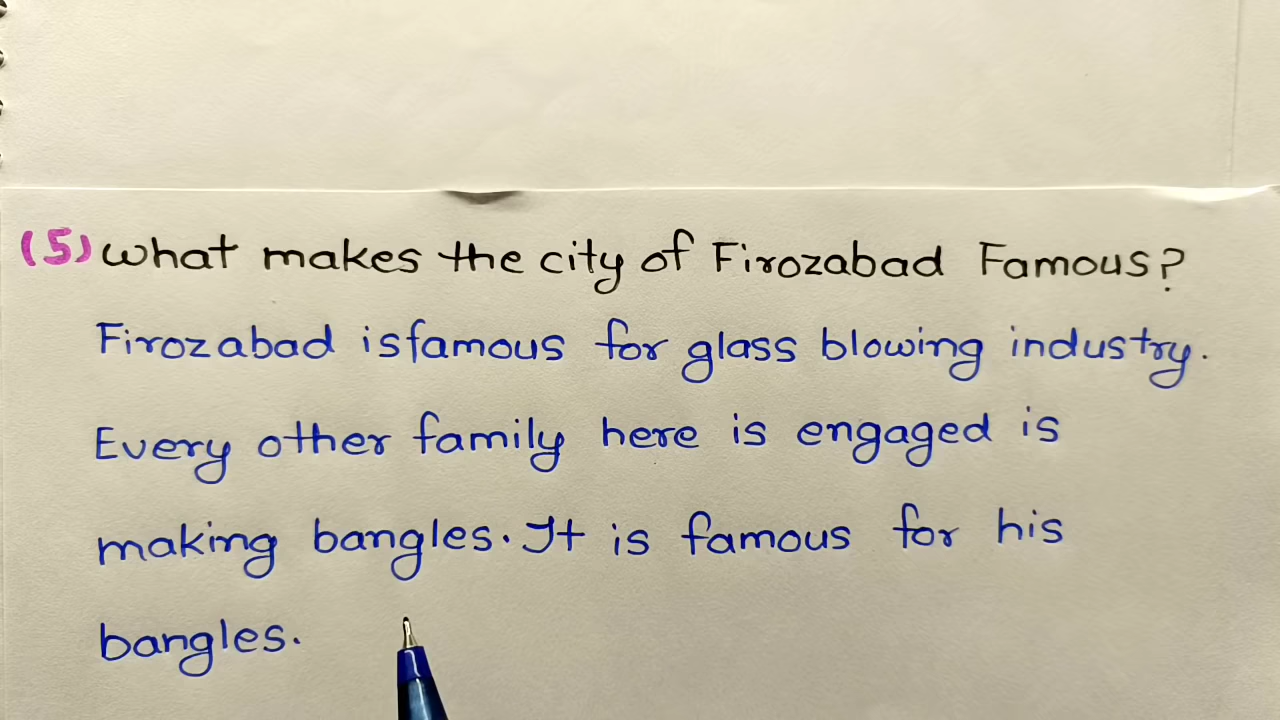 (5) what makes the city of Firozabad Famous?
Firozabad isfamous for glass blowing industry.
Every other family here is engaged is
making bangles. It is famous for his
bangles.